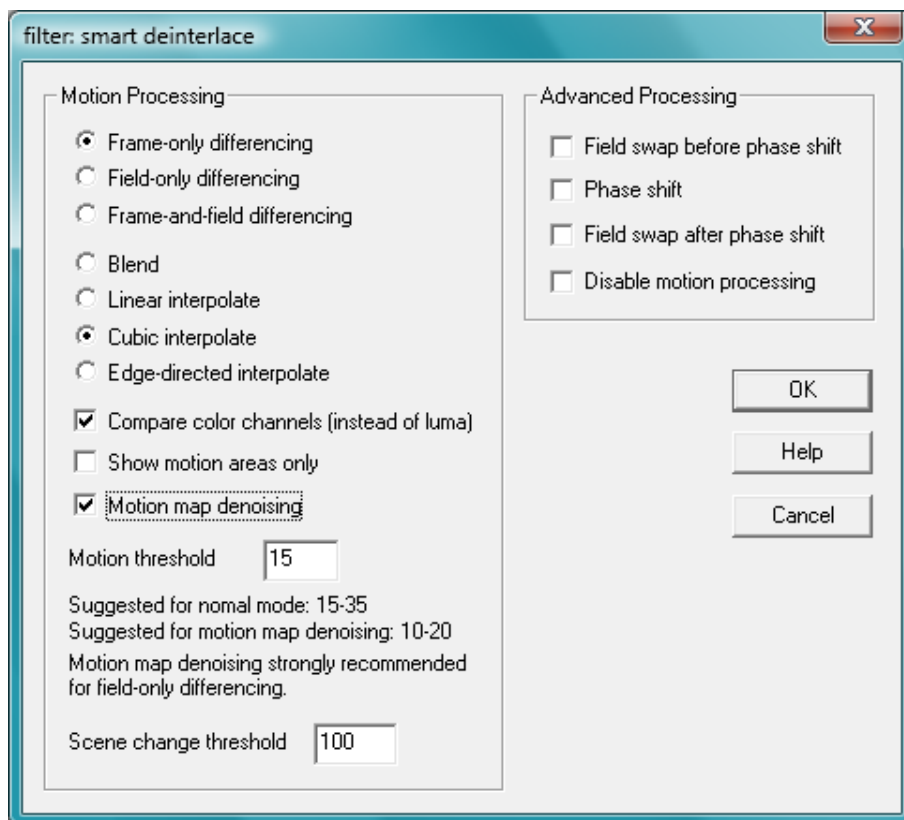 filter: smart deinterlace
Motion Processing
Frame-only differencing
Field-only differencing
Frame-and-field differencing
Blend
Linear interpolate
Cubic interpolate
Edge-directed interpolate
Compare color channels (instead of luma)
Show motion areas only
Motion map denoising
Motion threshold 15
Suggested for nomal mode: 15-35
Suggested for motion map denoising: 10-20
Motion map denoising strongly recommended
for field-only differencing.
Scene change threshold 100
Advanced Processing
Field swap before phase shift
Phase shift
Field swap after phase shift
Disable motion processing
OK
Help
Cancel